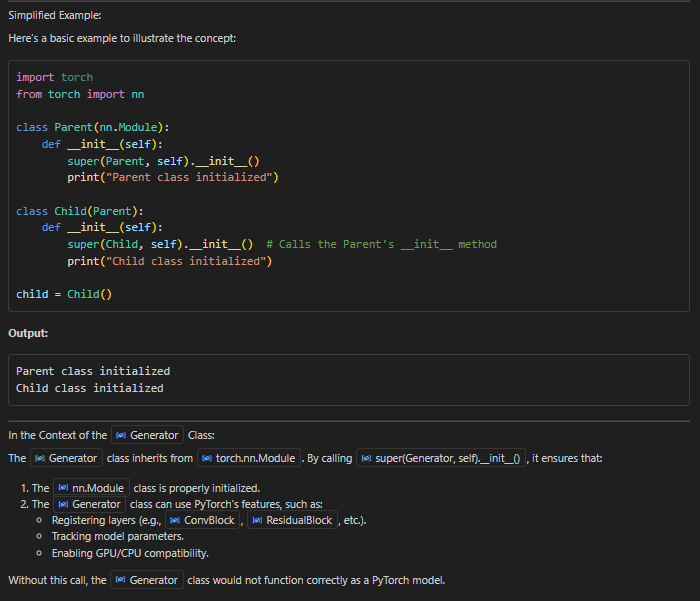 Simplified Example:
Here's a basic example to illustrate the concept:
import torch
from torch import nn
class Parent(nn.Module):
    def __init__(self):
        super(Parent, self).__init__()
        print("Parent class initialized")
class Child(Parent):
    def __init__(self):
        super(Child, self).__init__()  # Calls the Parent's __init__ method
        print("Child class initialized")
child = Child()
Output:
Parent class initialized
Child class initialized
In the Context of the Generator Class:
The Generator class inherits from torch.nn.Module . By calling super(Generator, self).__init__() , it ensures that:
1. The nn.Module class is properly initialized.
2. The Generator class can use PyTorch's features, such as:
Registering layers (e.g., ConvBlock , ResidualBlock , etc.).
Tracking model parameters.
Enabling GPU/CPU compatibility.
Without this call, the Generator class would not function correctly as a PyTorch model.